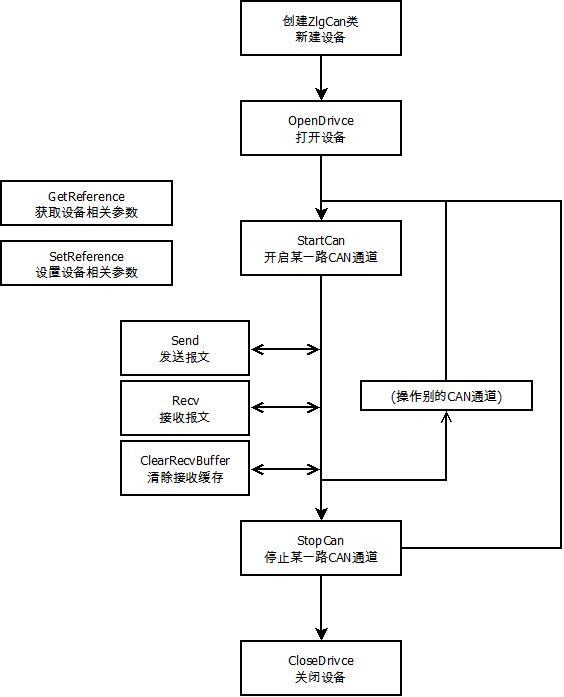 创建ZlgCan类
新建设备
OpenDrivce
打开设备
GetReference
获取设备相关参数
SetReference
设置设备相关参数
StartCan
开启某一路CAN通道
Send
发送报文
Recv
接收报文
(操作别的CAN通道)
ClearRecvBuffer
清除接收缓存
StopCan
停止某一路CAN通道
CloseDrivce
关闭设备